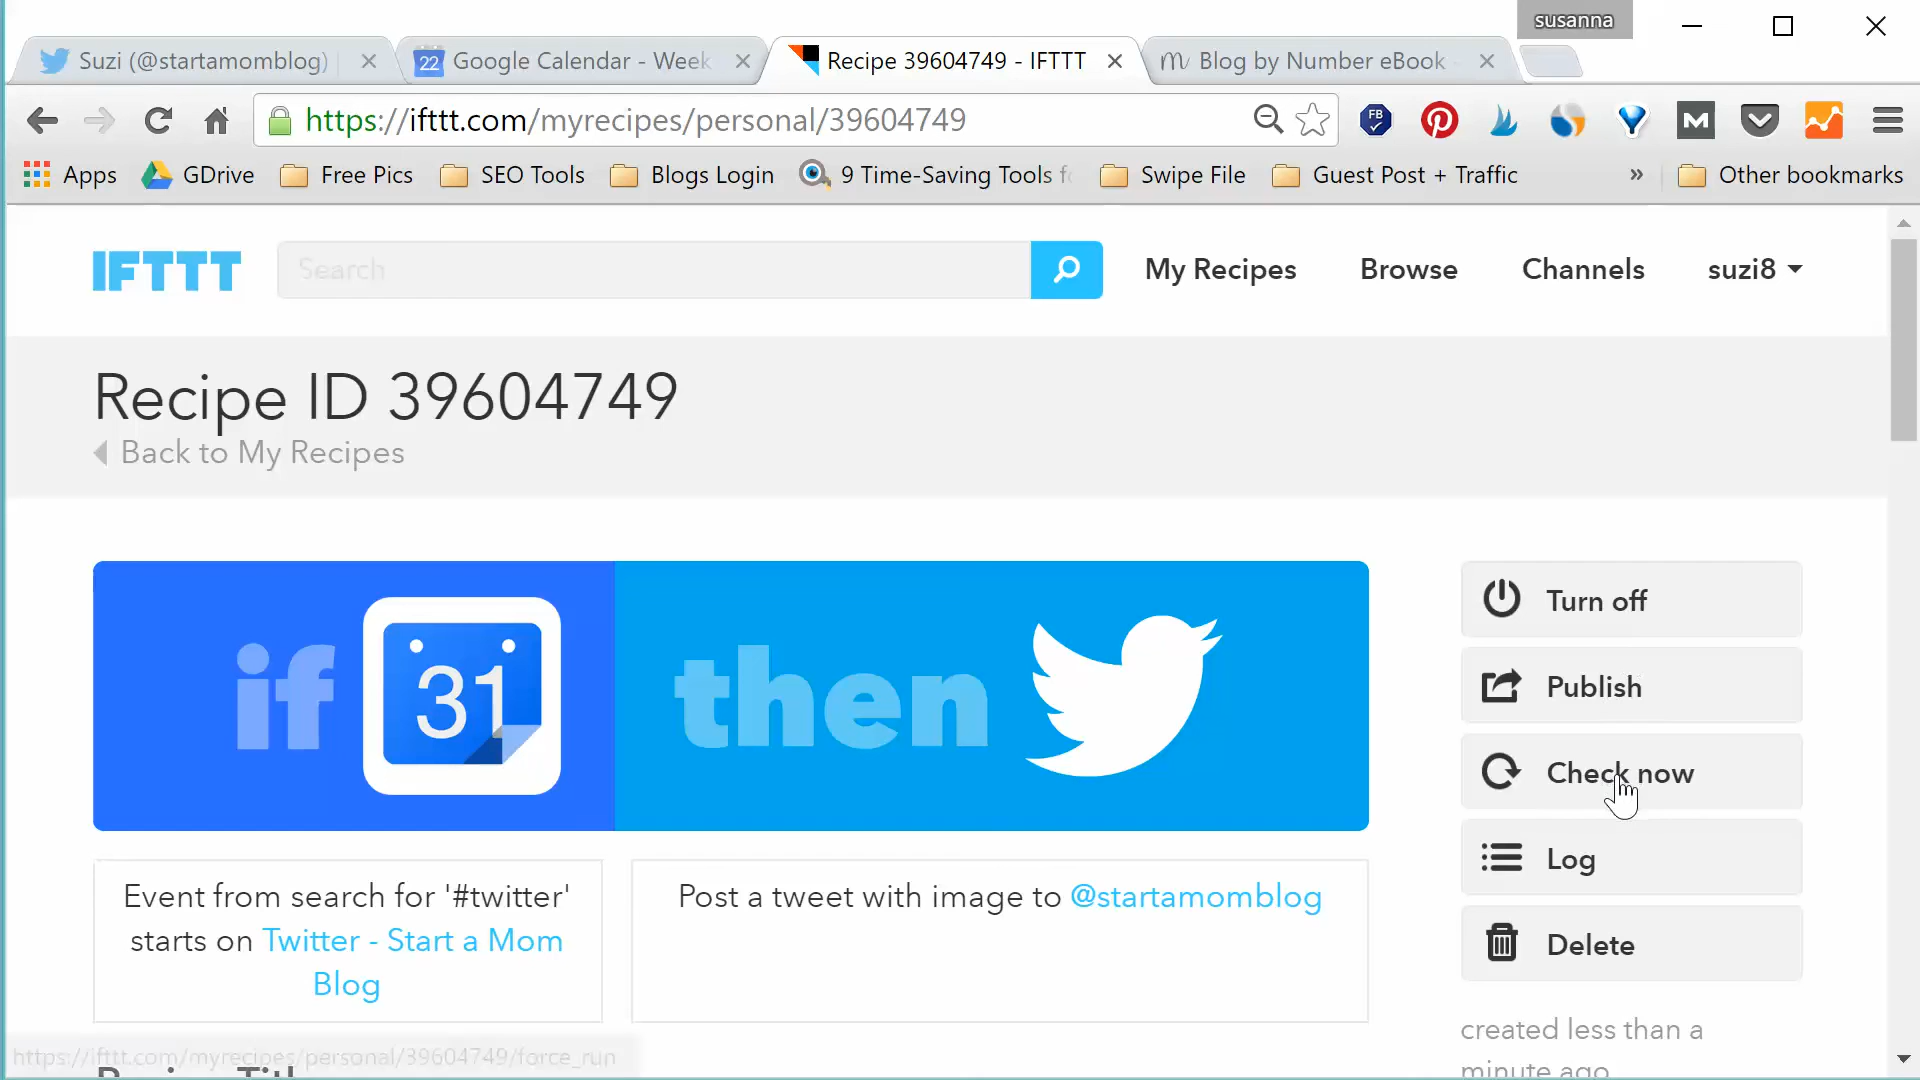 susanna
Suzi (@startamomblog)
22 Google Calendar - Week
Recipe 39604749 - IFTTT
Blog by Number eBook
https://ifttt.com/myrecipes/personal/39604749
FB
Apps
GDrive
Free Pics
SEO Tools
Blogs Login
9 Time-Saving Tools
Swipe File
Guest Post + Traffic
»
Other bookmarks
IFTTT
Search
My Recipes
Browse
Channels
suzi8
Recipe ID 39604749
Back to My Recipes
if
31
then
Turn off
Publish
Check now
Log
Delete
Event from search for '#twitter'
starts on Twitter - Start a Mom
Blog
Post a tweet with image to @startamomblog
created less than a
minute ago
https://ifttt.com/myrecipes/personal/39604749/force_run